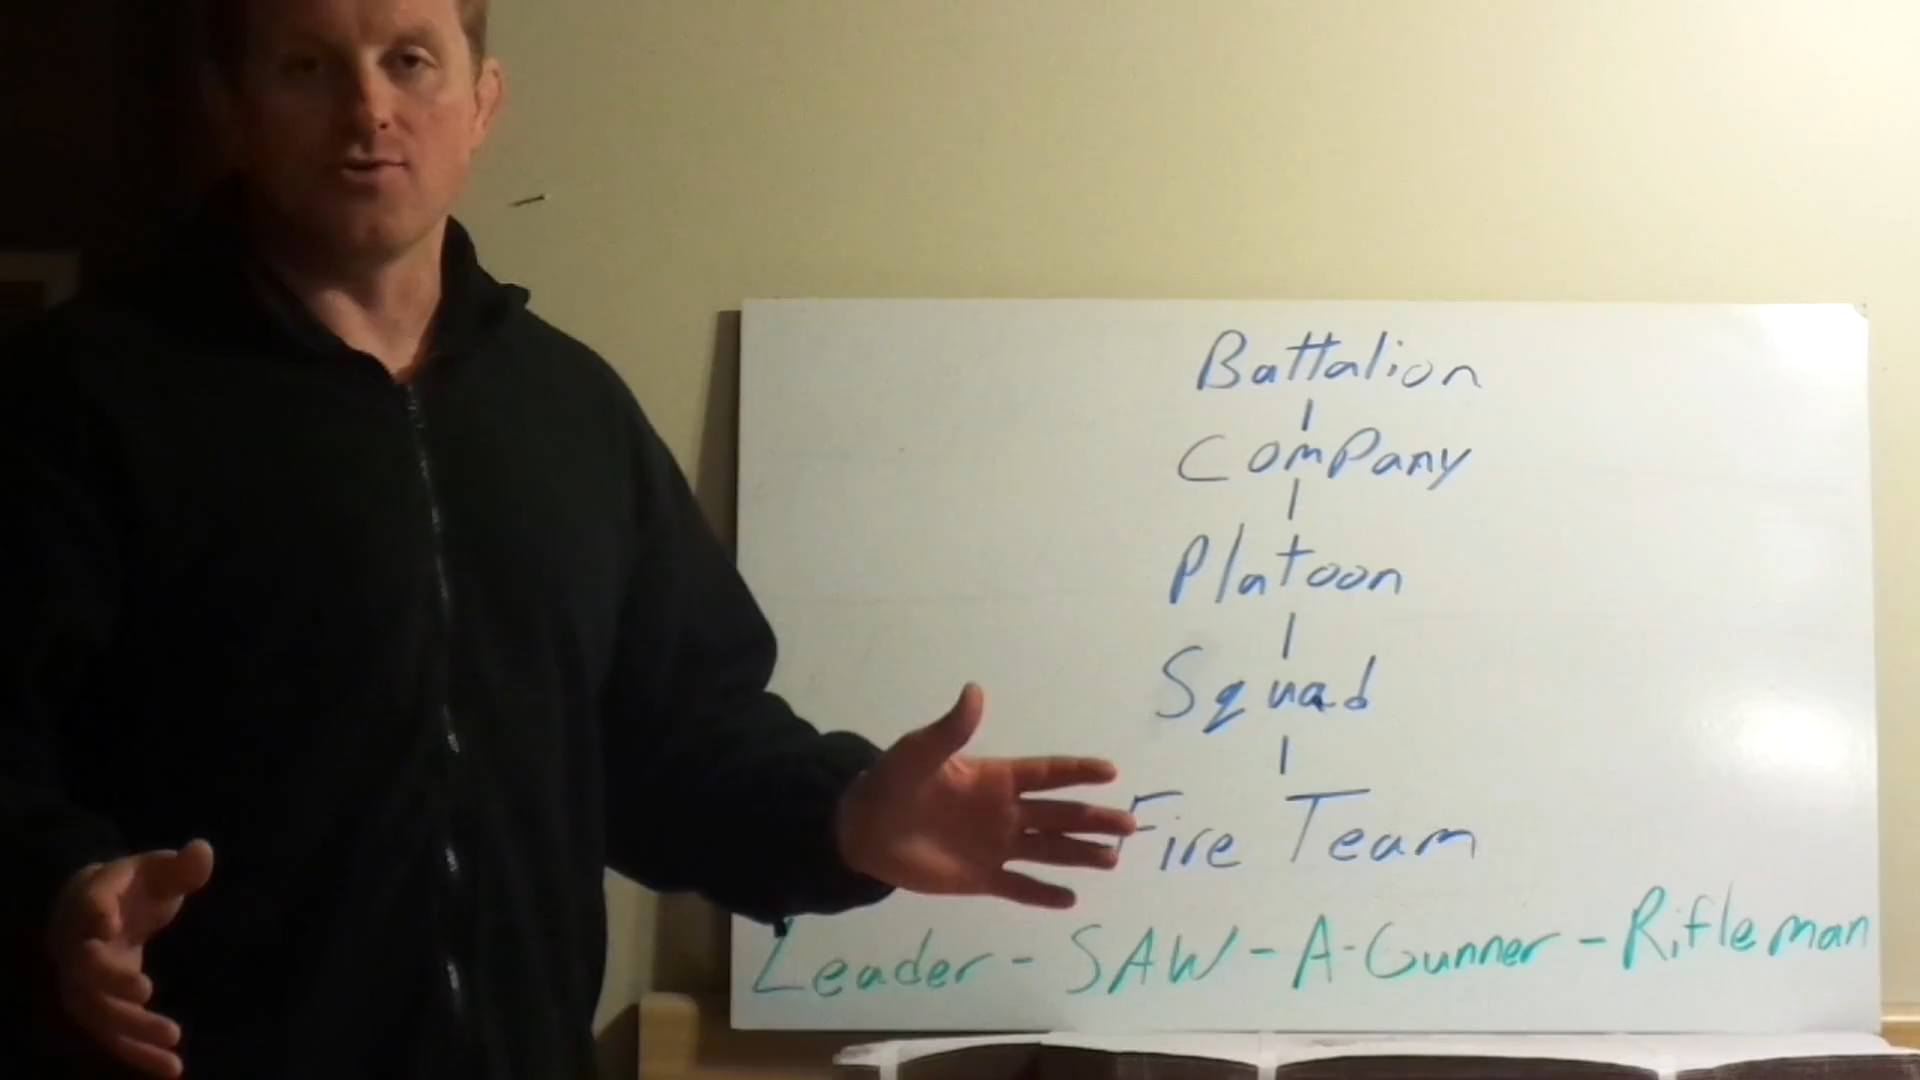 Battalion
Company
Platoon
Squad
Fire Team
Leader - SAW - A-Gunner - Rifleman